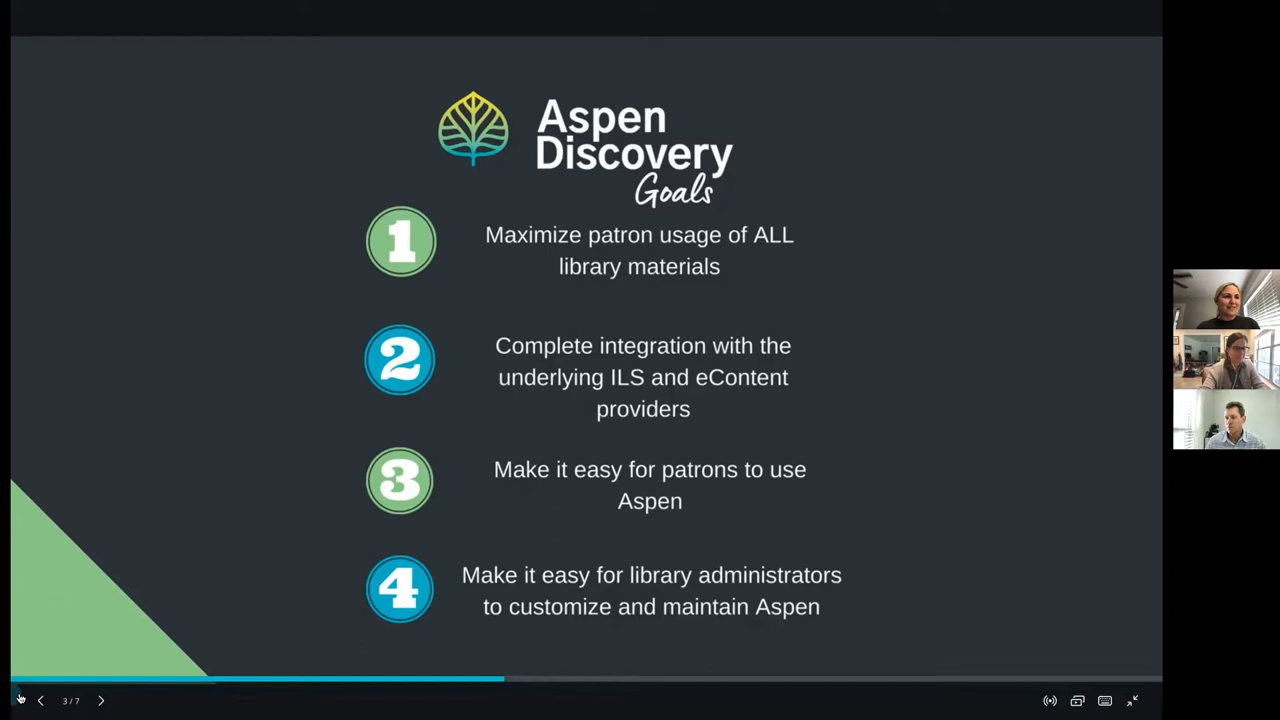 Aspen
Discovery
Goals
1
Maximize patron usage of ALL
library materials
2
Complete integration with the
underlying ILS and eContent
providers
3
Make it easy for patrons to use
Aspen
4
Make it easy for library administrators
to customize and maintain Aspen
3 / 7